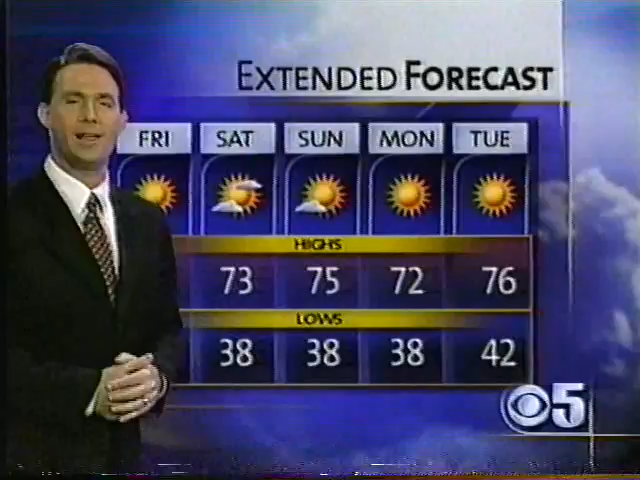 EXTENDED FORECAST
FRI SAT SUN MON TUE
HIGHS
73 75 72 76
LOWS
38 38 38 42
5